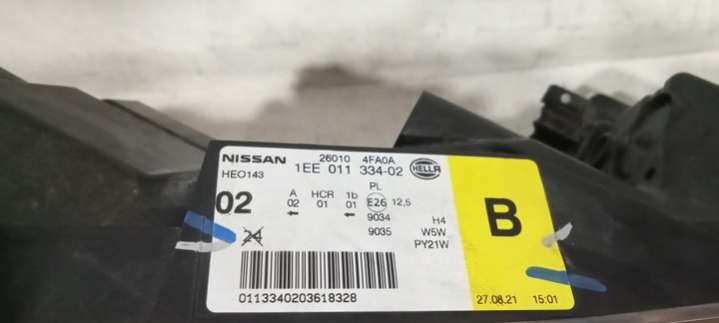 NISSAN 26010 4FA0A
HEO143 1EE 011 334-02 HELLA
PL
02 A HCR 1b E26 12,5
02 01 01
← ←
9034 H4
9035 W5W
PY21W
24
B
0113340203618328
27.08.21 15:01